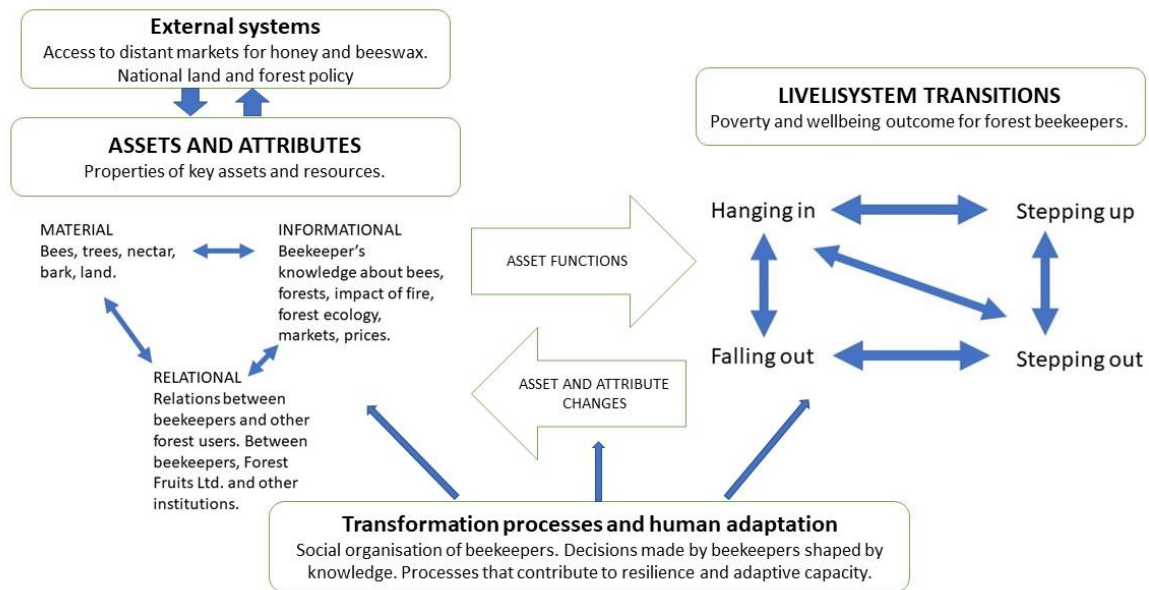 External systems
Access to distant markets for honey and beeswax.
National land and forest policy
ASSETS AND ATTRIBUTES
Properties of key assets and resources.
MATERIAL
Bees, trees, nectar,
bark, land.
INFORMATIONAL
Beekeeper's
knowledge about bees,
forests, impact of fire,
forest ecology,
markets, prices.
RELATIONAL
Relations between
beekeepers and other
forest users. Between
beekeepers, Forest
Fruits Ltd. and other
institutions.
ASSET FUNCTIONS
ASSET AND ATTRIBUTE
CHANGES
LIVELISYSTEM TRANSITIONS
Poverty and wellbeing outcome for forest beekeepers.
Hanging in
Stepping up
Falling out
Stepping out
Transformation processes and human adaptation
Social organisation of beekeepers. Decisions made by beekeepers shaped by
knowledge. Processes that contribute to resilience and adaptive capacity.